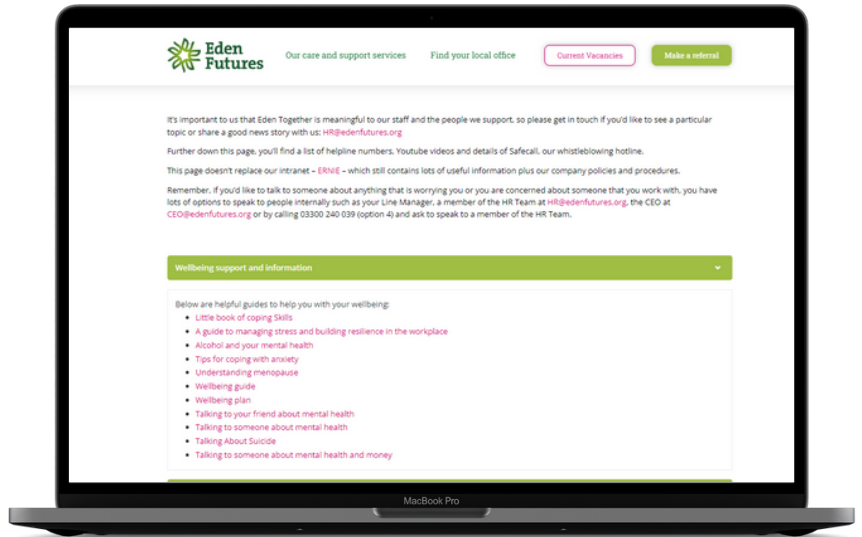 Eden
Futures
Our care and support services
Find your local office
Current Vacancies
Make a referral
It's important to us that Eden Together is meaningful to our staff and the people we support, so please get in touch if you'd like to see a particular
topic or share a good news story with us: HR@edenfutures.org
Further down this page, you'll find a list of helpline numbers, Youtube videos and details of Safecall, our whistleblowing hotline.
This page doesn't replace our intranet – ERNIE – which still contains lots of useful information plus our company policies and procedures.
Remember, if you'd like to talk to someone about anything that is worrying you or you are concerned about someone that you work with, you have
lots of options to speak to people internally such as your Line Manager, a member of the HR Team at HR@edenfutures.org, the CEO at
CEO@edenfutures.org or by calling 03300 240 039 (option 4) and ask to speak to a member of the HR Team.
Wellbeing support and information
Below are helpful guides to help you with your wellbeing:
• Little book of coping Skills
• A guide to managing stress and building resilience in the workplace
• Alcohol and your mental health
• Tips for coping with anxiety
• Understanding menopause
• Wellbeing guide
• Wellbeing plan
• Talking to your friend about mental health
• Talking to someone about mental health
• Talking About Suicide
• Talking to someone about mental health and money
MacBook Pro